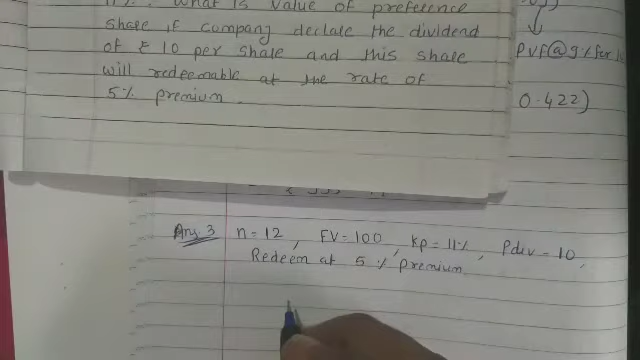 What is value of preference
share if company declare the dividend
of ₹ 10 per share and this share
will redeemable at the rate of
5% premium.
PVF@9% for
0.422)
Ans. 3 n = 12, FV = 100, Kp = 11%, Pdiv = 10,
Redeem at 5% premium